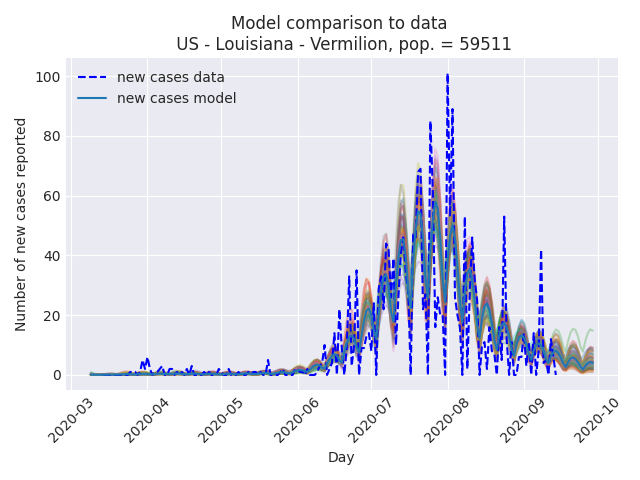 Model comparison to data
US - Louisiana - Vermilion, pop. = 59511
new cases data
new cases model
Number of new cases reported
100
80
60
40
20
0
2020-03
2020-04
2020-05
2020-06
2020-07
2020-08
2020-09
2020-10
Day